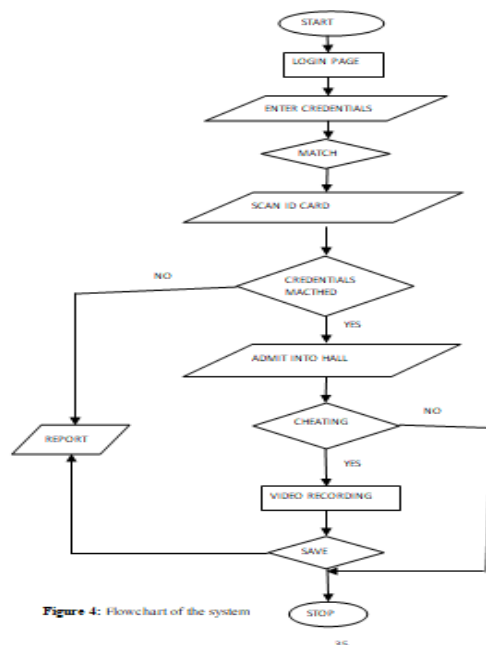 START
LOGIN PAGE
ENTER CREDENTIALS
MATCH
SCAN ID CARD
NO
CREDENTIALS
MACTHED
YES
ADMIT INTO HALL
CHEATING
NO
REPORT
YES
VIDEO RECORDING
SAVE
Figure 4: Flowchart of the system
STOP
35